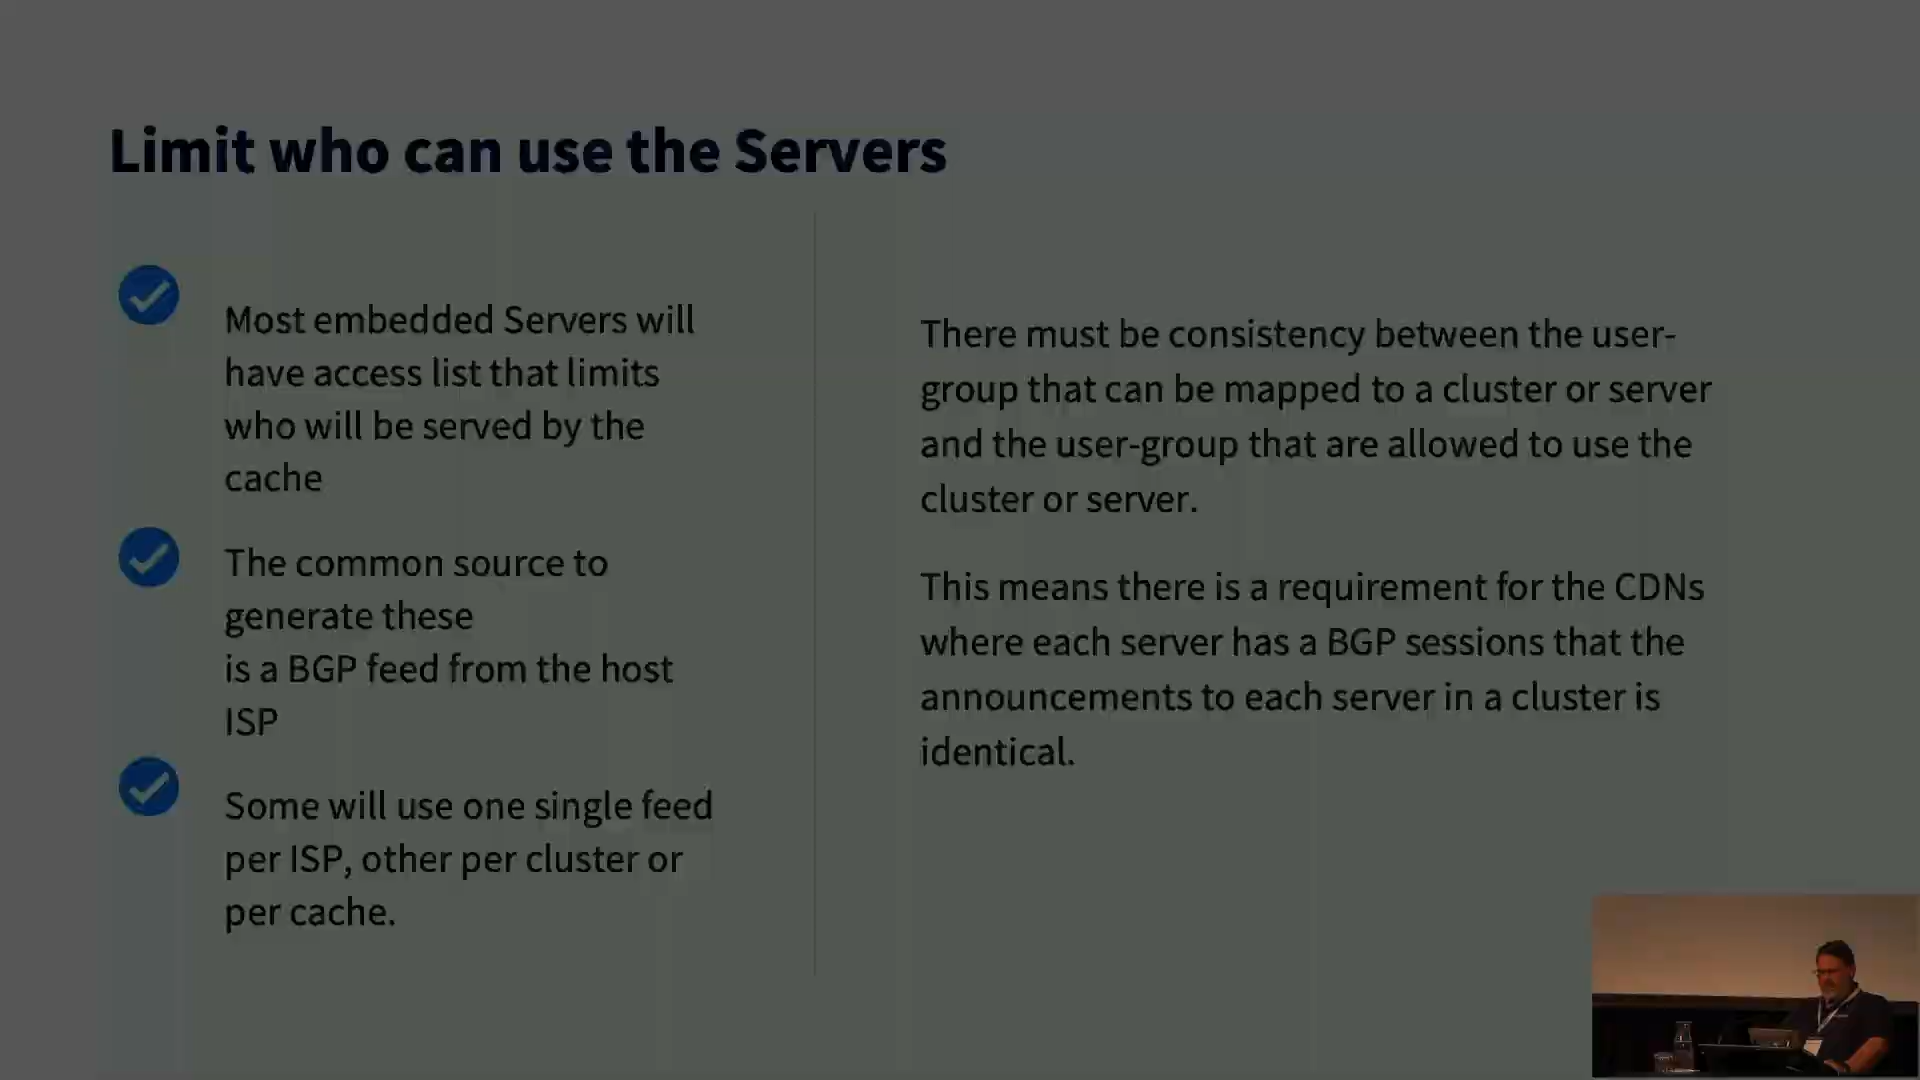 Limit who can use the Servers
Most embedded Servers will
have access list that limits
who will be served by the
cache
The common source to
generate these
is a BGP feed from the host
ISP
Some will use one single feed
per ISP, other per cluster or
per cache.
There must be consistency between the user-
group that can be mapped to a cluster or server
and the user-group that are allowed to use the
cluster or server.
This means there is a requirement for the CDNs
where each server has a BGP sessions that the
announcements to each server in a cluster is
identical.